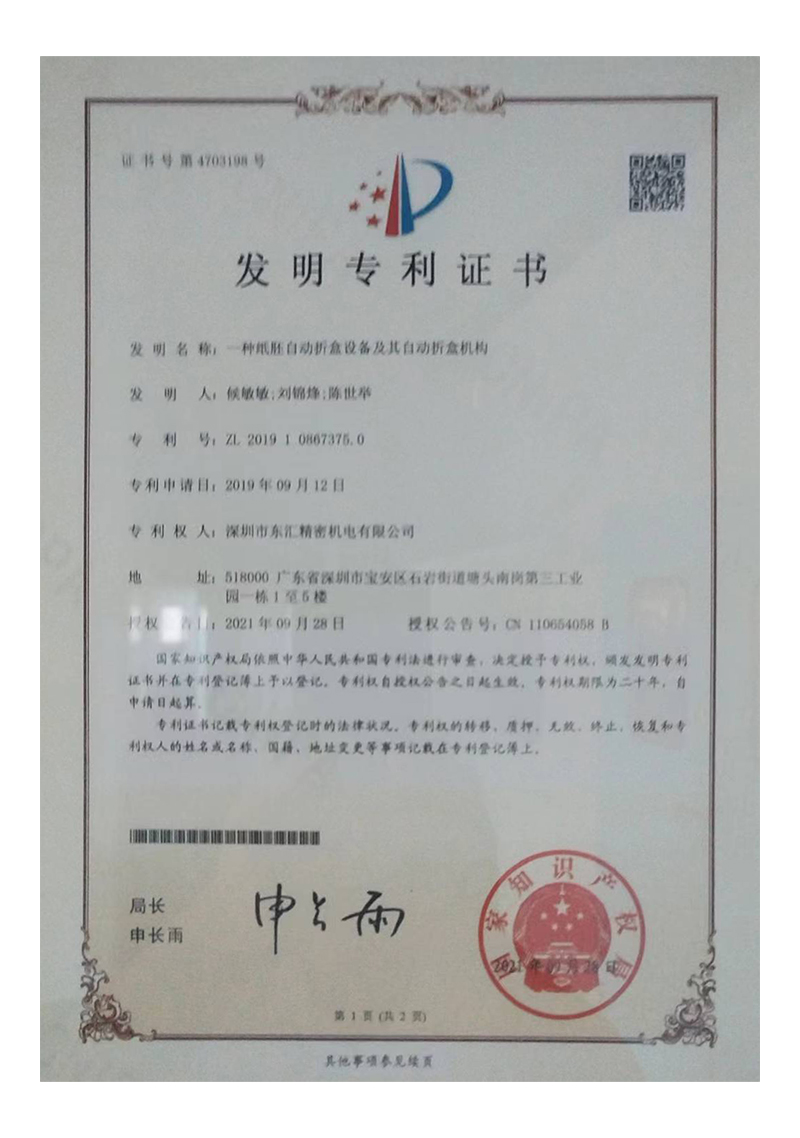 证书号第4703198号
发明专利证书
发明名称：一种纸胚自动折盒设备及其自动折盒机构
发明人：候敏敏;刘锦烽;陈世举
专利号：ZL 2019 1 0867375.0
专利申请日：2019年09月12日
专利权人：深圳市东汇精密机电有限公司
地址：518000 广东省深圳市宝安区石岩街道塘头南岗第三工业
园一栋1至5楼
授权 告日：2021年09月28日 授权公告号：CN 110654058 B
国家知识产权局依照中华人民共和国专利法进行审查，决定授予专利权，颁发发明专利
证书并在专利登记簿上予以登记。专利权自授权公告之日起生效。专利权期限为二十年，自
申请日起算。
专利证书记载专利权登记时的法律状况。专利权的转移、质押、无效、终止、恢复和专
利权人的姓名或名称、国籍、地址变更等事项记载在专利登记簿上。
局长
申长雨
申长雨
国家知识产权局
2021年09月28日
第 1 页 (共 2 页)
其他事项参见续页